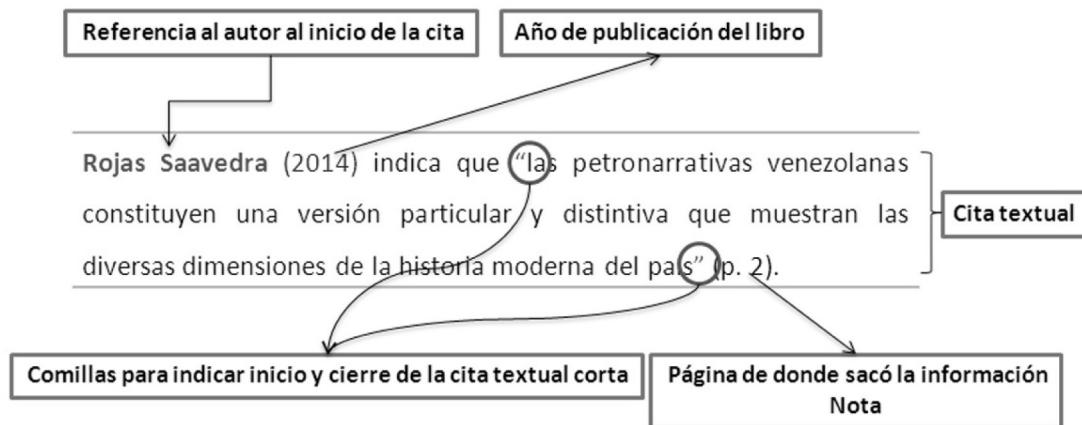 Referencia al autor al inicio de la cita
Año de publicación del libro
Rojas Saavedra (2014) indica que “las petronarrativas venezolanas
constituyen una versión particular y distintiva que muestran las
diversas dimensiones de la historia moderna del país” (p. 2).
Cita textual
Comillas para indicar inicio y cierre de la cita textual corta
Página de donde sacó la información
Nota